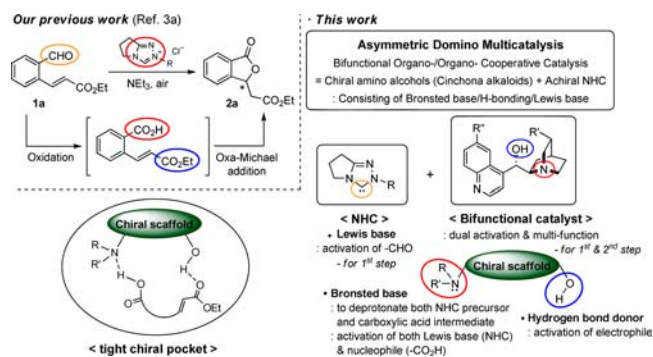 Our previous work (Ref. 3a)
CHO
CO₂Et
1a
N
N
N⁺
R
Cl⁻
NEt₃, air
O
O
*
CO₂Et
2a
Oxidation
CO₂H
CO₂Et
Oxa-Michael
addition
Chiral scaffold
R
R'
N
H
O
H
O
O
O
OEt
< tight chiral pocket >
· This work
Asymmetric Domino Multicatalysis
Bifunctional Organo-/Organo- Cooperative Catalysis
= Chiral amino alcohols (Cinchona alkaloids) + Achiral NHC
: Consisting of Bronsted base/H-bonding/Lewis base
N
N
N
R
+
R"
N
OH
R'
N
< NHC >
• Lewis base
: activation of -CHO
- for 1st step
< Bifunctional catalyst >
: dual activation & multi-function
- for 1st & 2nd step
R
R'
N
Chiral scaffold
O
H
• Bronsted base
: to deprotonate both NHC precursor
and carboxylic acid intermediate
: activation of both Lewis base (NHC)
& nucleophile (-CO₂H)
• Hydrogen bond donor
: activation of electrophile